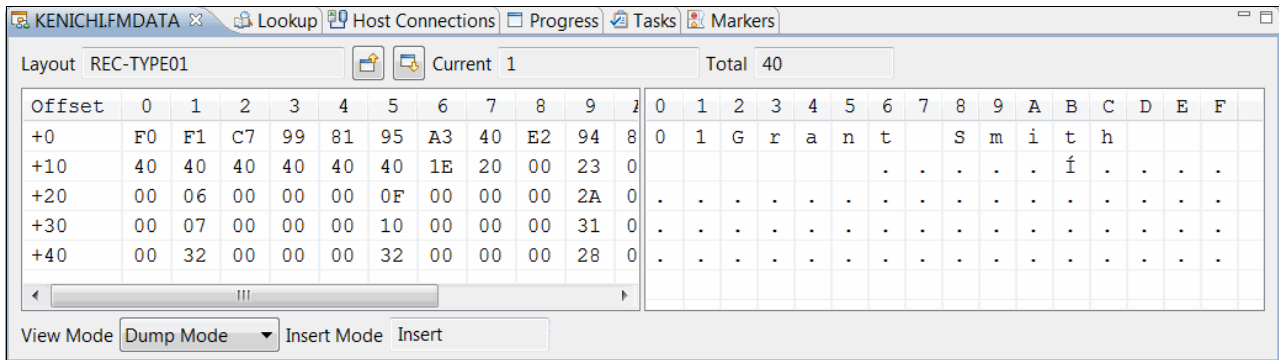 KENICHI.FMDATA Lookup Host Connections Progress Tasks Markers
Layout REC-TYPE01 Current 1 Total 40
Offset 0 1 2 3 4 5 6 7 8 9 0 1 2 3 4 5 6 7 8 9 A B C D E F
+0 F0 F1 C7 99 81 95 A3 40 E2 94 8 0 1 G r a n t S m i t h
+10 40 40 40 40 40 40 1E 20 00 23 0 . . . . . Í . . . .
+20 00 06 00 00 00 0F 00 00 00 2A 0 . . . . . . . . . . . . . . . .
+30 00 07 00 00 00 10 00 00 00 31 0 . . . . . . . . . . . . . . . .
+40 00 32 00 00 00 32 00 00 00 28 0 . . . . . . . . . . . . . . . .
View Mode Dump Mode Insert Mode Insert